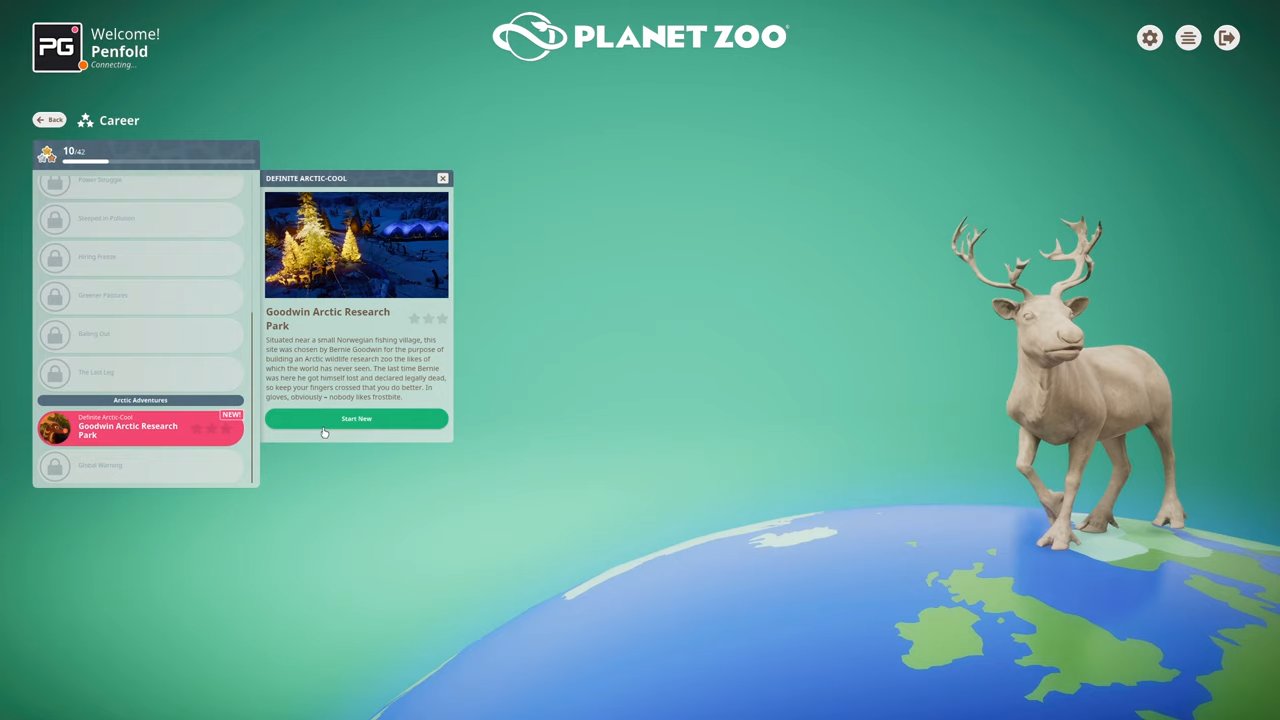 PG
Welcome!
Penfold
Connecting...
PLANET ZOO
Back
Career
10/42
Power Struggle
Steeped in Pollution
Hiring Freeze
Greener Pastures
Bailing Out
The Last Leg
Arctic Adventures
Definite Arctic-Cool
NEW!
Goodwin Arctic Research
Park
Global Warning
DEFINITE ARCTIC-COOL
Goodwin Arctic Research
Park
Situated near a small Norwegian fishing village, this
site was chosen by Bernie Goodwin for the purpose of
building an Arctic wildlife research zoo the likes of
which the world has never seen. The last time Bernie
was here he got himself lost and declared legally dead,
so keep your fingers crossed that you do better. In
gloves, obviously – nobody likes frostbite.
Start New